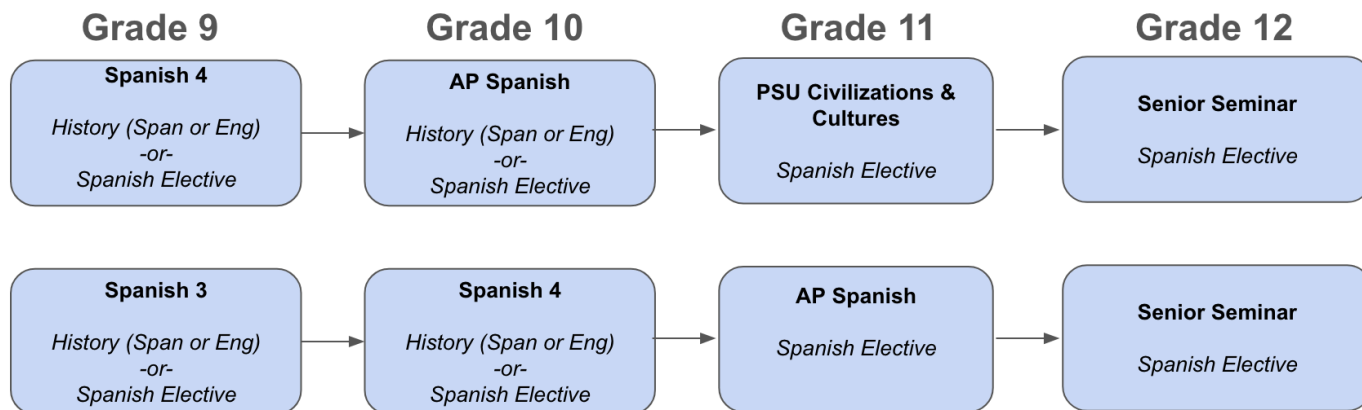 Grade 9
Grade 10
Grade 11
Grade 12
Spanish 4
History (Span or Eng)
-or-
Spanish Elective
AP Spanish
History (Span or Eng)
-or-
Spanish Elective
PSU Civilizations &
Cultures
Spanish Elective
Senior Seminar
Spanish Elective
Spanish 3
History (Span or Eng)
-or-
Spanish Elective
Spanish 4
History (Span or Eng)
-or-
Spanish Elective
AP Spanish
Spanish Elective
Senior Seminar
Spanish Elective